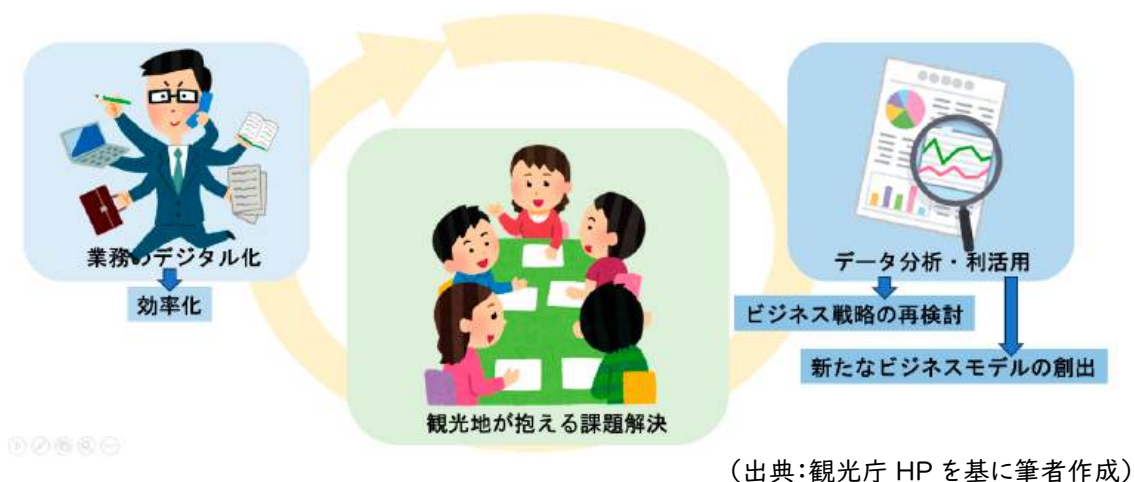 業務のデジタル化
効率化
観光地が抱える課題解決
データ分析・利活用
ビジネス戦略の再検討
新たなビジネスモデルの創出
（出典：観光庁 HP を基に筆者作成）